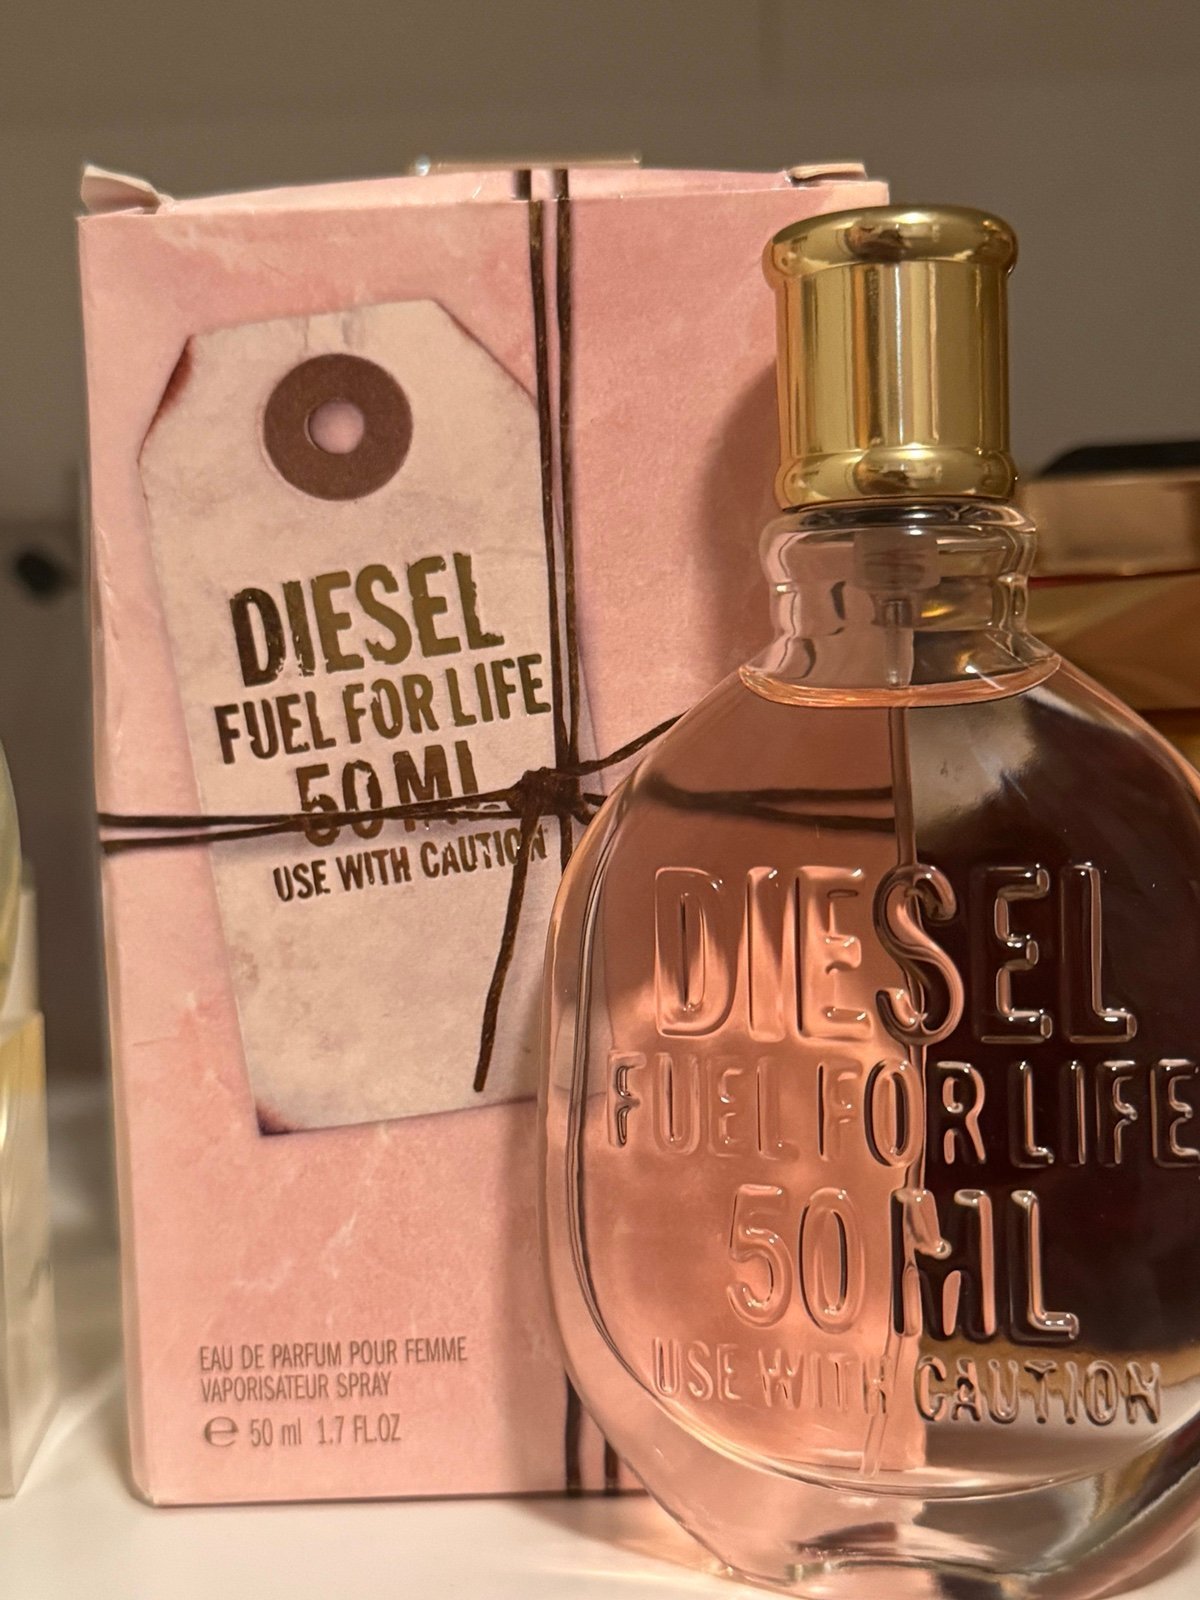 DIESEL
FUEL FOR LIFE
50 ML
USE WITH CAUTION
EAU DE PARFUM POUR FEMME
VAPORISATEUR SPRAY
℮ 50 ml 1.7 FL.OZ
DIESEL
FUEL FOR LIFE
50 ML
USE WITH CAUTION